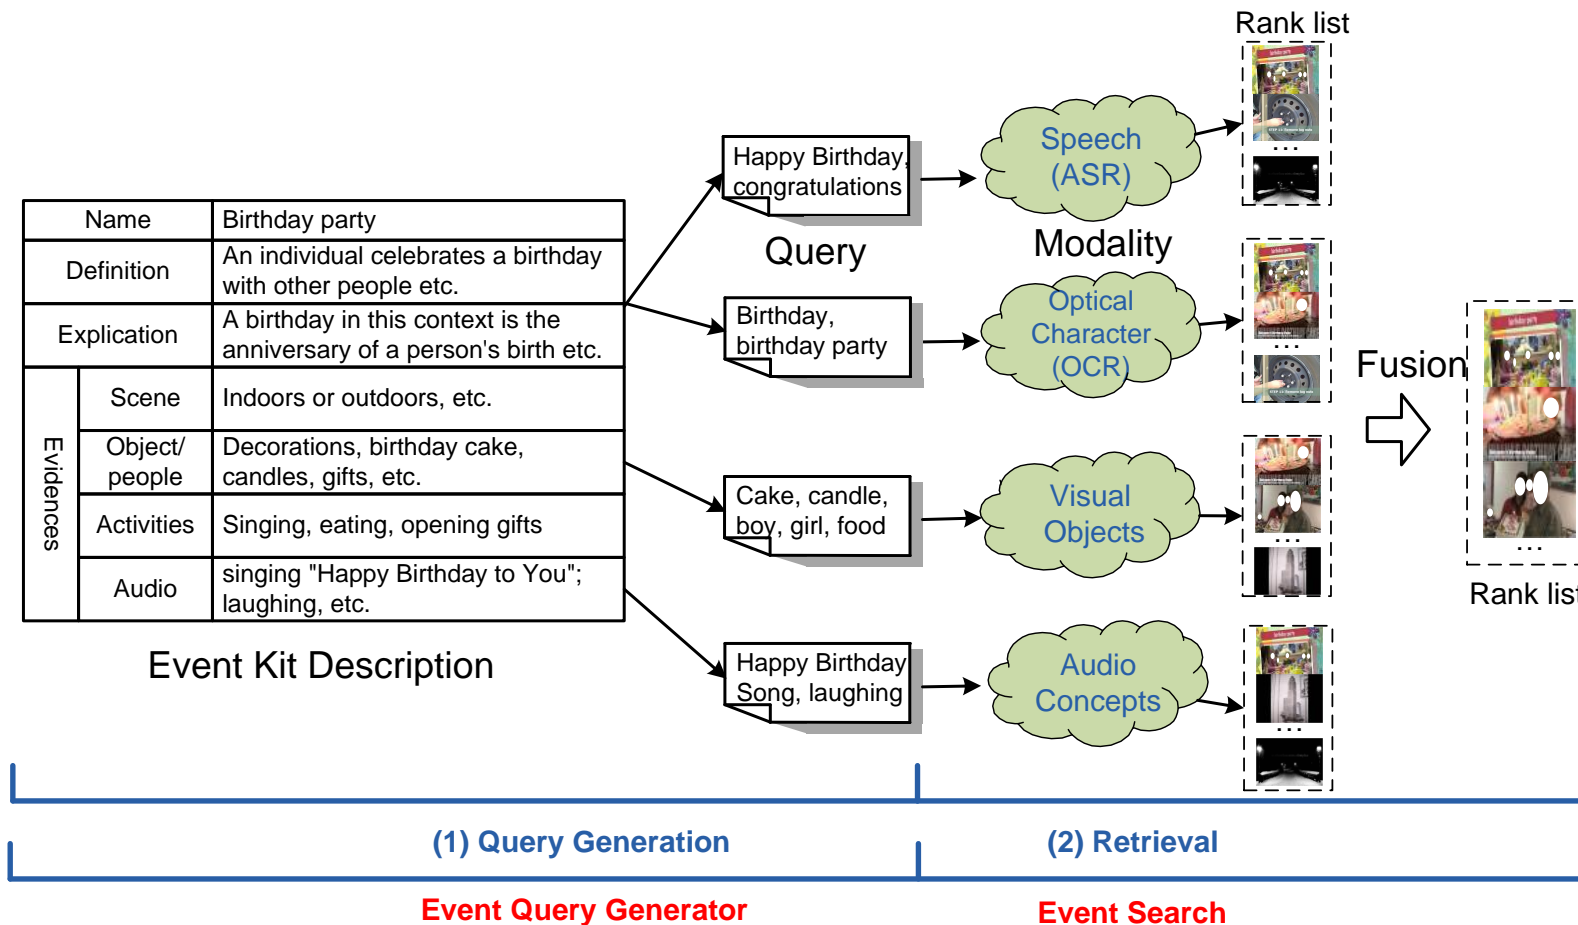 Rank list
Happy Birthday,
congratulations
Speech
(ASR)
Name
Birthday party
Definition
An individual celebrates a birthday
with other people etc.
Explication
A birthday in this context is the
anniversary of a person's birth etc.
Evidences
Scene
Indoors or outdoors, etc.
Object/
people
Decorations, birthday cake,
candles, gifts, etc.
Activities
Singing, eating, opening gifts
Audio
singing "Happy Birthday to You";
laughing, etc.
Event Kit Description
Query
Modality
Birthday,
birthday party
Optical
Character
(OCR)
Cake, candle,
boy, girl, food
Visual
Objects
Happy Birthday
Song, laughing
Audio
Concepts
...
...
...
...
Fusion
birthday party
...
Rank list
(1) Query Generation
(2) Retrieval
Event Query Generator
Event Search